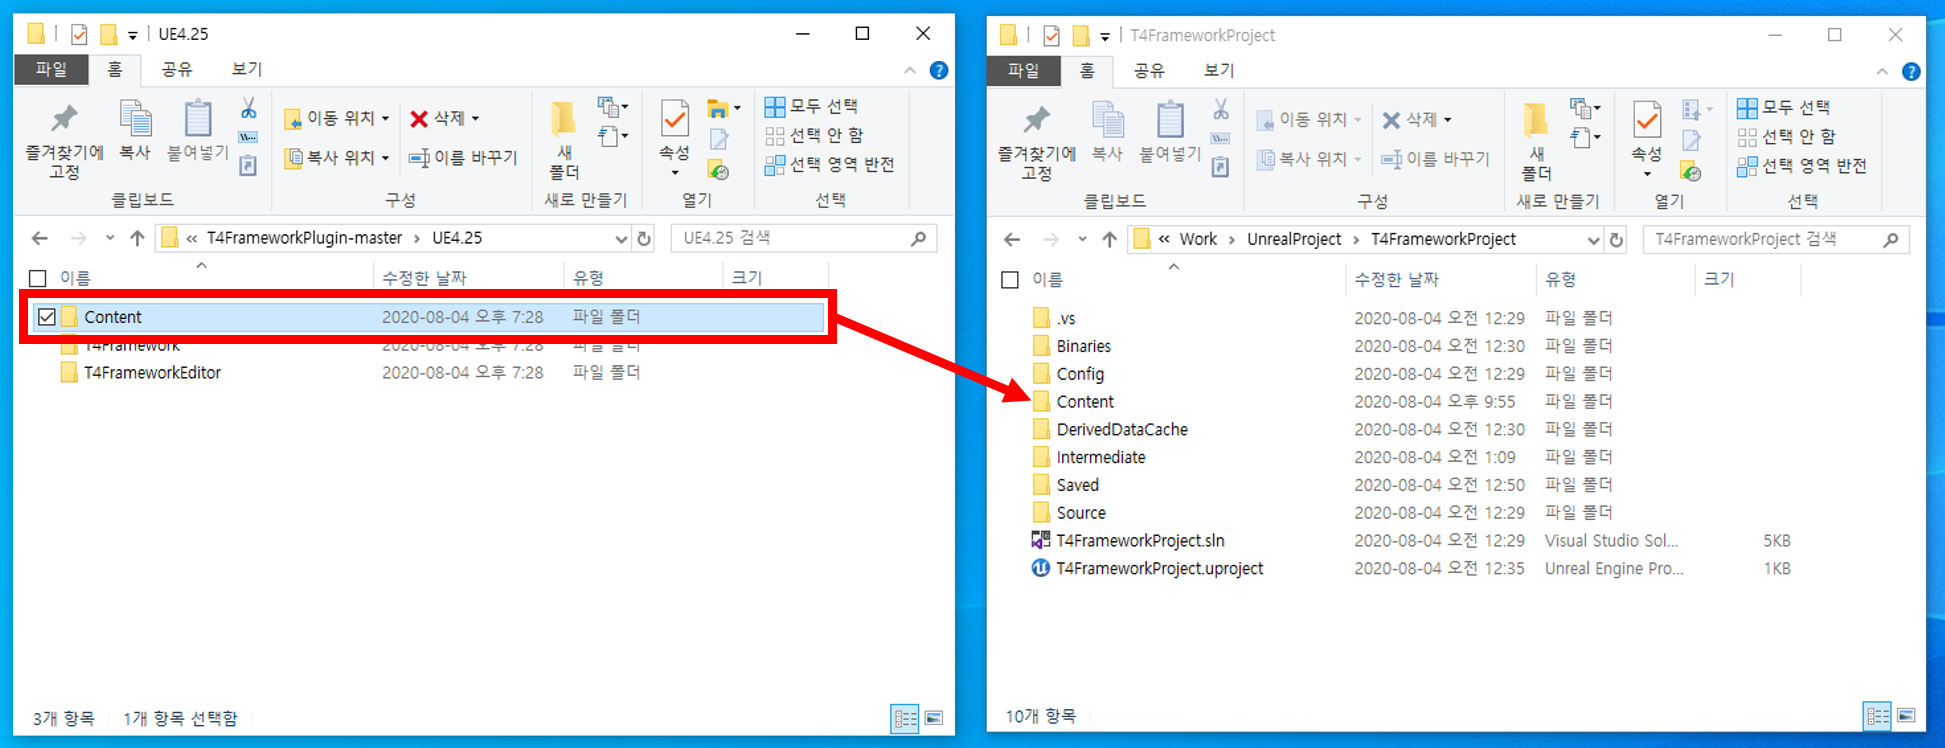 UE4.25
파일 홈 공유 보기
즐겨찾기에 고정
복사
붙여넣기
이동 위치
복사 위치
삭제
이름 바꾸기
새 폴더
속성
모두 선택
선택 안 함
선택 영역 반전
클립보드 구성 새로 만들기 열기 선택
« T4FrameworkPlugin-master › UE4.25
UE4.25 검색
이름 수정한 날짜 유형 크기
Content 2020-08-04 오후 7:28 파일 폴더
T4Framework 2020-08-04 오후 7:28 파일 폴더
T4FrameworkEditor 2020-08-04 오후 7:28 파일 폴더
3개 항목 1개 항목 선택함
T4FrameworkProject
파일 홈 공유 보기
즐겨찾기에 고정
복사
붙여넣기
이동 위치
복사 위치
삭제
이름 바꾸기
새 폴더
속성
모두 선택
선택 안 함
선택 영역 반전
클립보드 구성 새로 만들기 열기 선택
« Work › UnrealProject › T4FrameworkProject
T4FrameworkProject 검색
이름 수정한 날짜 유형 크기
.vs 2020-08-04 오전 12:29 파일 폴더
Binaries 2020-08-04 오전 12:30 파일 폴더
Config 2020-08-04 오전 12:29 파일 폴더
Content 2020-08-04 오후 9:55 파일 폴더
DerivedDataCache 2020-08-04 오전 12:30 파일 폴더
Intermediate 2020-08-04 오전 1:09 파일 폴더
Saved 2020-08-04 오전 12:50 파일 폴더
Source 2020-08-04 오전 12:29 파일 폴더
T4FrameworkProject.sln 2020-08-04 오전 12:29 Visual Studio Sol... 5KB
T4FrameworkProject.uproject 2020-08-04 오전 12:35 Unreal Engine Pro... 1KB
10개 항목